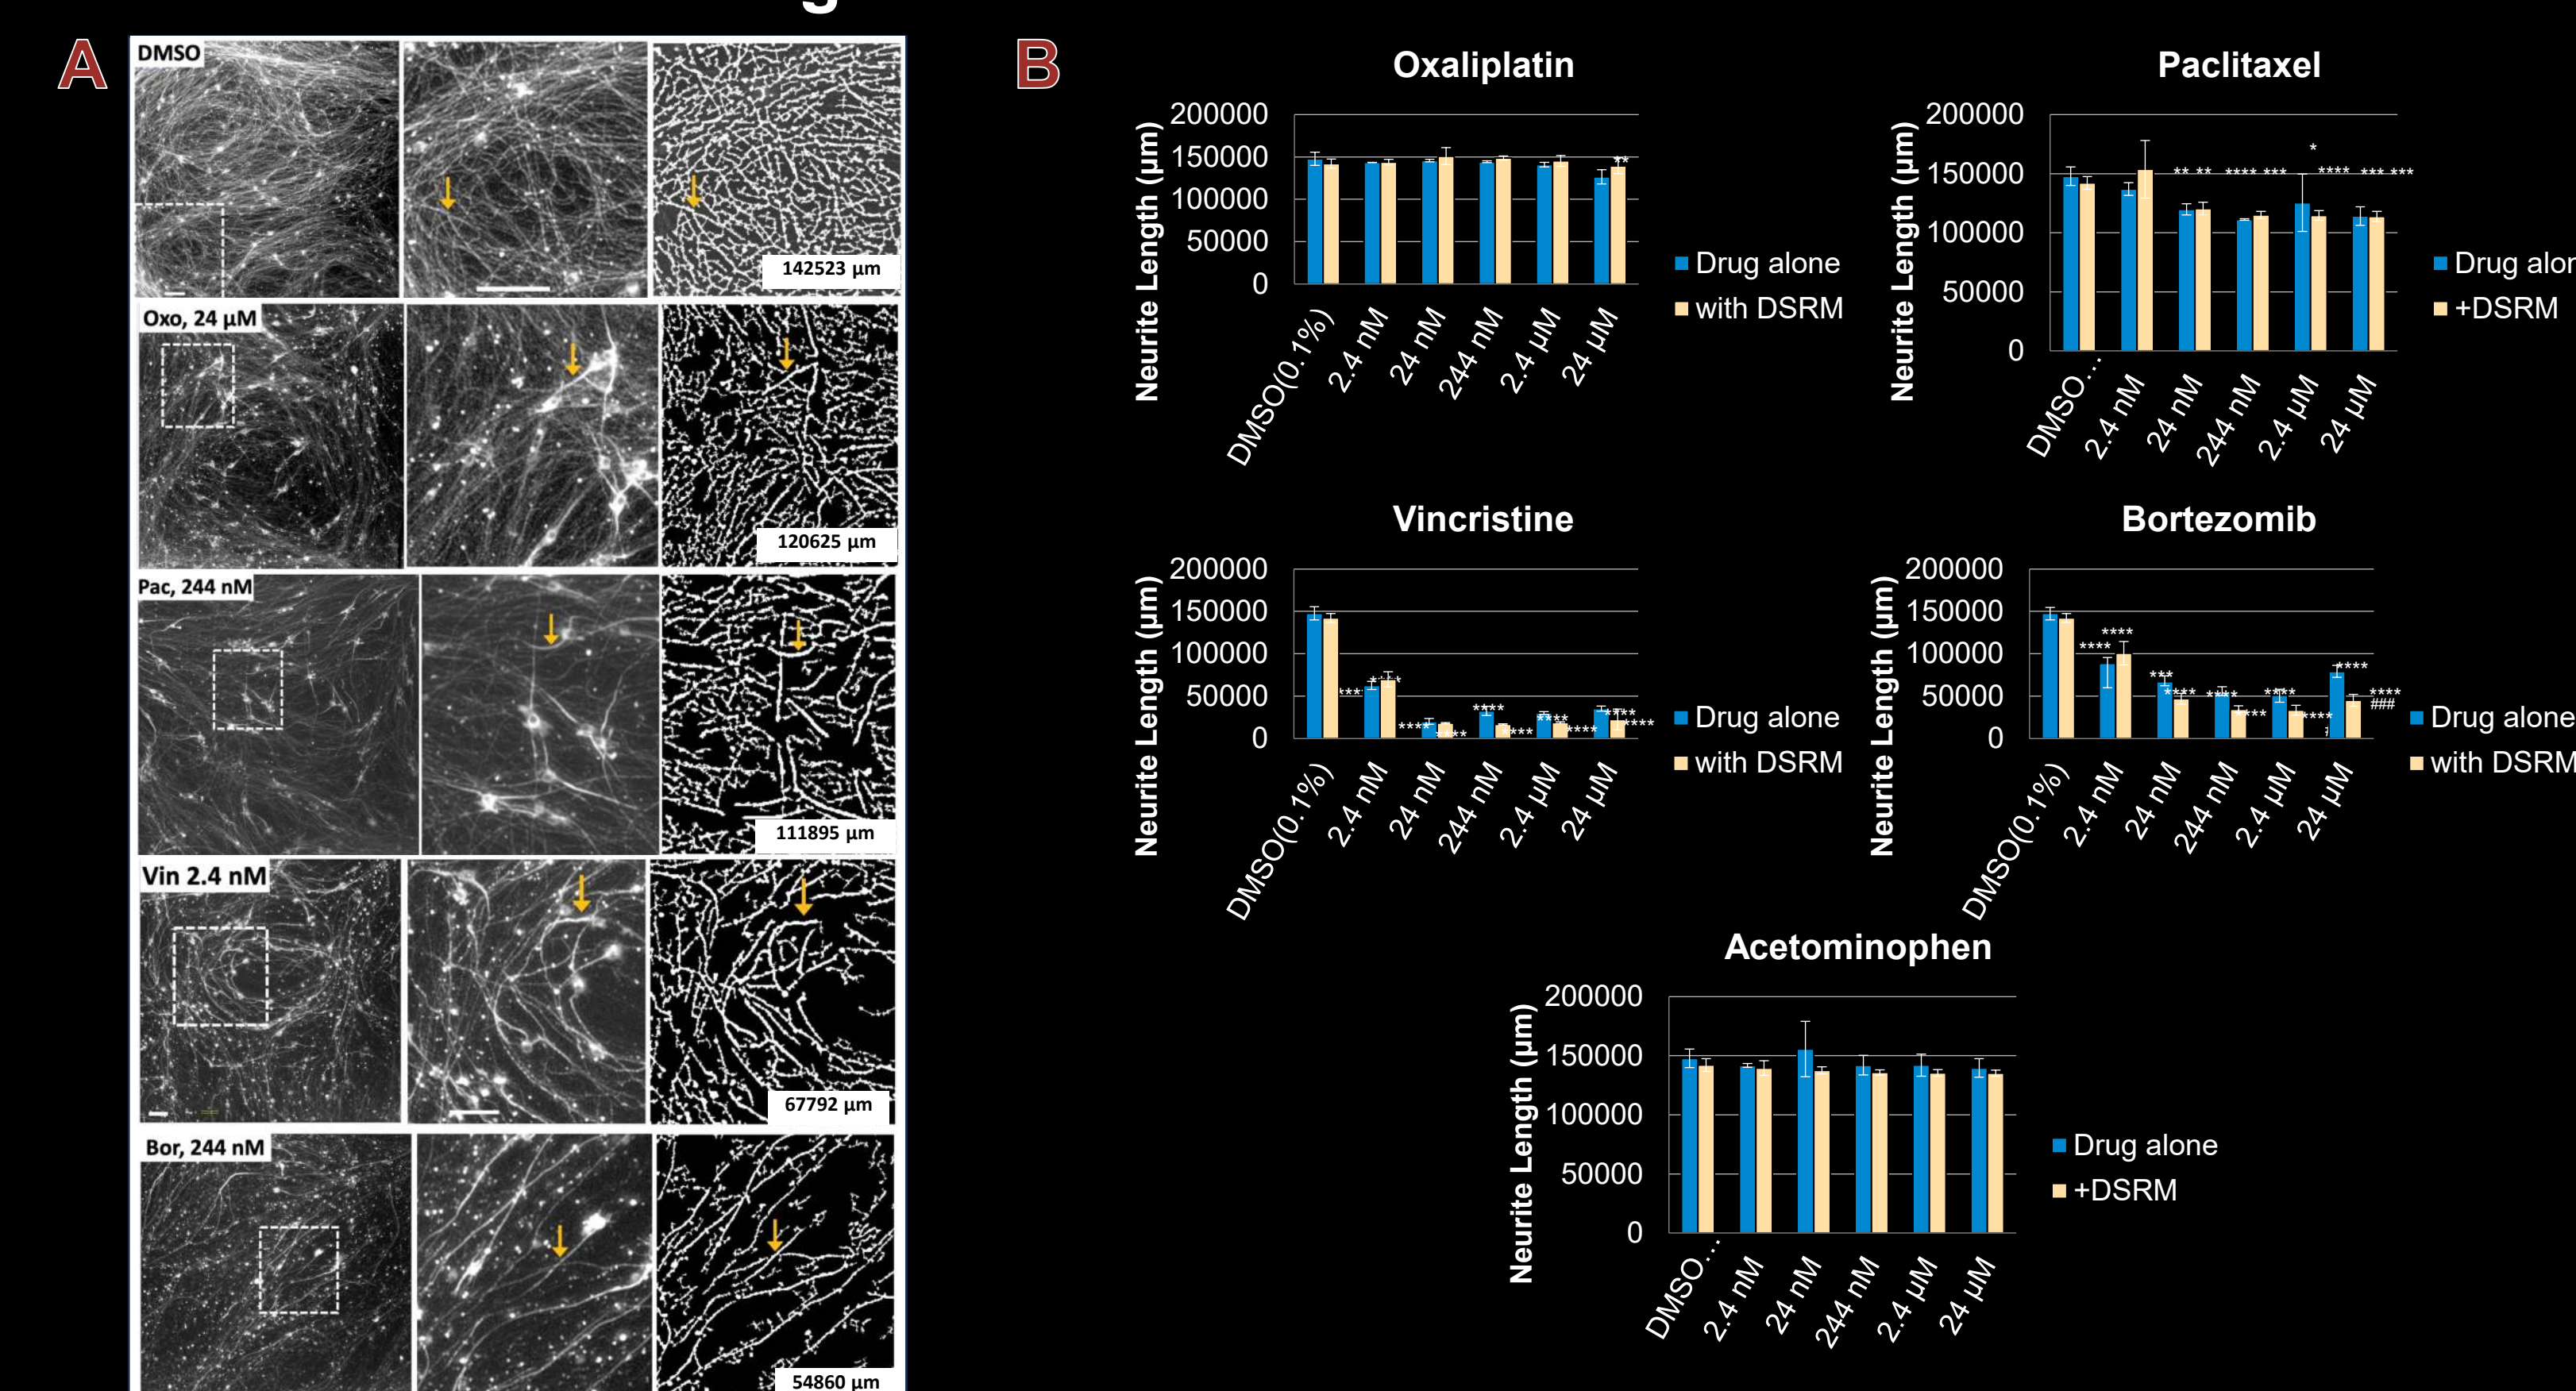 A
DMSO
142523 µm
Oxo, 24 µM
120625 µm
Pac, 244 nM
111895 µm
Vin 2.4 nM
67792 µm
Bor, 244 nM
54860 µm
B
Oxaliplatin
Neurite Length (µm)
200000
150000
100000
50000
0
**
DMSO(0.1%)
2.4 nM
24 nM
244 nM
2.4 µM
24 µM
Drug alone
with DSRM
Paclitaxel
Neurite Length (µm)
200000
150000
100000
50000
0
** ** **** *** * **** *** ***
DMSO…
2.4 nM
24 nM
244 nM
2.4 µM
24 µM
Drug alon
+DSRM
Vincristine
Neurite Length (µm)
200000
150000
100000
50000
0
DMSO(0.1%)
2.4 nM
24 nM
244 nM
2.4 µM
24 µM
Drug alone
with DSRM
Bortezomib
Neurite Length (µm)
200000
150000
100000
50000
0
**** **** *** **** **** **** **** **** **** ****
###
DMSO(0.1%)
2.4 nM
24 nM
244 nM
2.4 µM
24 µM
Drug alone
with DSRM
Acetominophen
Neurite Length (µm)
200000
150000
100000
50000
0
DMSO…
2.4 nM
24 nM
244 nM
2.4 µM
24 µM
Drug alone
+DSRM